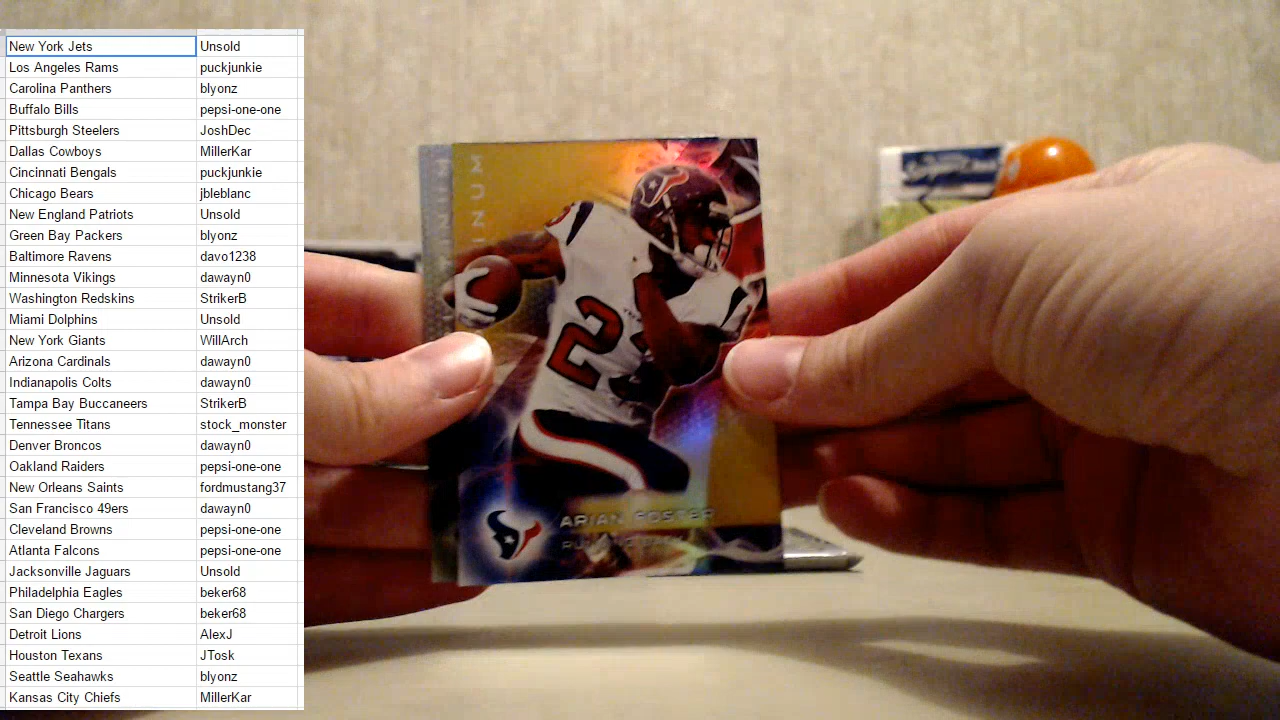 New York Jets Unsold
Los Angeles Rams puckjunkie
Carolina Panthers blyonz
Buffalo Bills pepsi-one-one
Pittsburgh Steelers JoshDec
Dallas Cowboys MillerKar
Cincinnati Bengals puckjunkie
Chicago Bears jbleblanc
New England Patriots Unsold
Green Bay Packers blyonz
Baltimore Ravens davo1238
Minnesota Vikings dawayn0
Washington Redskins StrikerB
Miami Dolphins Unsold
New York Giants WillArch
Arizona Cardinals dawayn0
Indianapolis Colts dawayn0
Tampa Bay Buccaneers StrikerB
Tennessee Titans stock_monster
Denver Broncos dawayn0
Oakland Raiders pepsi-one-one
New Orleans Saints fordmustang37
San Francisco 49ers dawayn0
Cleveland Browns pepsi-one-one
Atlanta Falcons pepsi-one-one
Jacksonville Jaguars Unsold
Philadelphia Eagles beker68
San Diego Chargers beker68
Detroit Lions AlexJ
Houston Texans JTosk
Seattle Seahawks blyonz
Kansas City Chiefs MillerKar
INUM
23
ARIAN FOSTER